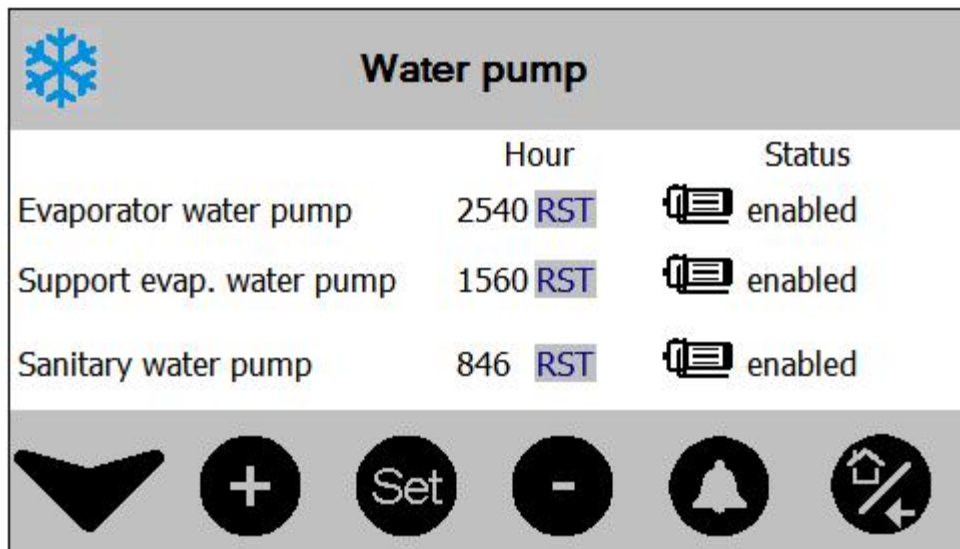 Water pump
Hour Status
Evaporator water pump 2540 RST enabled
Support evap. water pump 1560 RST enabled
Sanitary water pump 846 RST enabled
+ Set -